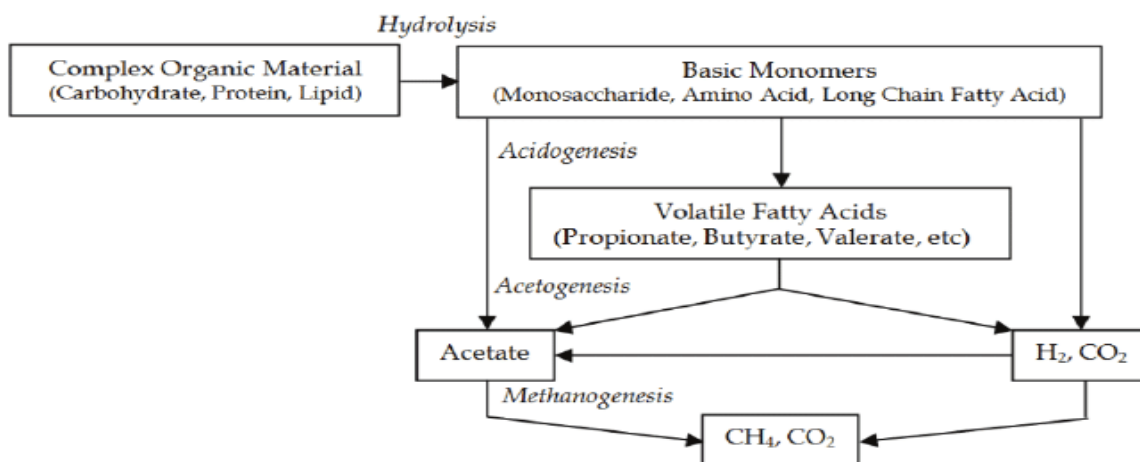 Hydrolysis
Complex Organic Material
(Carbohydrate, Protein, Lipid)
Basic Monomers
(Monosaccharide, Amino Acid, Long Chain Fatty Acid)
Acidogenesis
Volatile Fatty Acids
(Propionate, Butyrate, Valerate, etc)
Acetogenesis
Acetate
H₂, CO₂
Methanogenesis
CH₄, CO₂